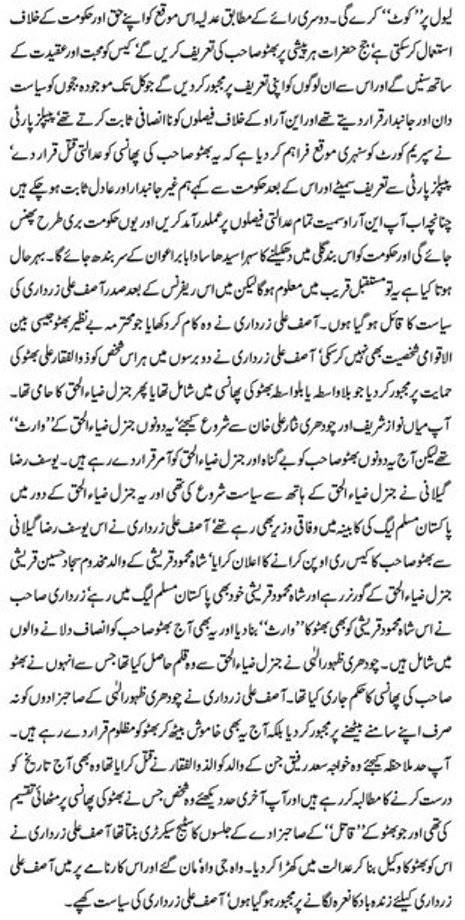 لیول پر ’’کوٹ‘‘ کرے گی۔ دوسری رائے کے مطابق عدلیہ اس موقع کو اپنے حق اور حکومت کے خلاف
استعمال کر سکتی ہے‘ جج حضرات ہر پیشی پر بھٹو صاحب کی تعریف کریں گے‘ کیس کو محبت اور عقیدت کے
ساتھ سنیں گے اور اس سے ان لوگوں کو اپنی تعریف پر مجبور کر دیں گے جو کل تک موجودہ ججوں کو سیاست
دان اور جانبدار قرار دیتے تھے اور این آر او کے خلاف فیصلوں کو ناانصافی ثابت کرتے تھے‘ پیپلز پارٹی
نے سپریم کورٹ کو سنہری موقع فراہم کر دیا ہے کہ یہ بھٹو صاحب کی پھانسی کو عدالتی قتل قرار دے‘
پیپلز پارٹی سے تعریف سمیٹے اور اس کے بعد حکومت سے کہے ہم غیر جانبدار اور عادل ثابت ہو چکے ہیں
چنانچہ اب آپ این آر او سمیت تمام عدالتی فیصلوں پر عملدرآمد کریں اور یوں حکومت بری طرح پھنس
جائے گی اور حکومت کو اس بند گلی میں دھکیلنے کا سہرا سیدھا سادا بابر اعوان کے سر بندھ جائے گا۔ بہرحال
ہوتا کیا ہے یہ تو مستقبل قریب میں معلوم ہو گا لیکن میں اس ریفرنس کے بعد صدر آصف علی زرداری کی
سیاست کا قائل ہو گیا ہوں۔ آصف علی زرداری نے وہ کام کر دکھایا جو محترمہ بے نظیر بھٹو جیسی بین
الاقوامی شخصیت بھی نہیں کر سکی‘ آصف علی زرداری نے دو برسوں میں ہر اس شخص کو ذوالفقار علی بھٹو کی
حمایت پر مجبور کر دیا جو بلاواسطہ یا بلواسطہ بھٹو کی پھانسی میں شامل تھا یا پھر جنرل ضیاء الحق کا حامی تھا۔
آپ میاں نواز شریف اور چودھری نثار علی خان سے شروع کیجئے‘ یہ دونوں جنرل ضیاء الحق کے ’’وارث‘‘
تھے لیکن آج یہ دونوں بھٹو صاحب کو بے گناہ اور جنرل ضیاء الحق کو آمر قرار دے رہے ہیں۔ یوسف رضا
گیلانی نے جنرل ضیاء الحق کے ہاتھ سے سیاست شروع کی تھی اور یہ جنرل ضیاء الحق کے دور میں
پاکستان مسلم لیگ کی کابینہ میں وفاقی وزیر بھی رہے تھے‘ آصف علی زرداری نے اس یوسف رضا گیلانی
سے بھٹو صاحب کا کیس ری اوپن کرانے کا اعلان کرایا‘ شاہ محمود قریشی کے والد مخدوم سجاد حسین قریشی
جنرل ضیاء الحق کے گورنر رہے اور شاہ محمود قریشی خود بھی پاکستان مسلم لیگ میں رہے‘ زرداری صاحب
نے اس شاہ محمود قریشی کو بھی بھٹو کا ’’وارث‘‘ بنا دیا اور یہ بھی آج بھٹو صاحب کو انصاف دلانے والوں
میں شامل ہیں۔ چودھری ظہور الٰہی نے جنرل ضیاء الحق سے وہ قلم حاصل کیا تھا جس سے انہوں نے بھٹو
صاحب کی پھانسی کا حکم جاری کیا تھا۔ آصف علی زرداری نے چودھری ظہور الٰہی کے صاحبزادوں کو نہ
صرف اپنے سامنے بیٹھنے پر مجبور کر دیا بلکہ آج یہ بھی خاموش بیٹھ کر بھٹو کو مظلوم قرار دے رہے ہیں۔
آپ حد ملاحظہ کیجئے وہ خواجہ سعد رفیق جن کے والد کو الذوالفقار نے قتل کرایا تھا وہ بھی آج تاریخ کو
درست کرنے کا مطالبہ کر رہے ہیں اور آپ آخری حد دیکھئے وہ شخص جس نے بھٹو کی پھانسی پر مٹھائی تقسیم
کی تھی اور جو بھٹو کے ’’قاتل‘‘ کے صاحبزادے کے جلسوں کا سٹیج سیکرٹری بنتا تھا آصف علی زرداری نے
اس کو بھٹو کا وکیل بنا کر عدالت میں کھڑا کر دیا۔ واہ جی واہ‘ مان گئے اور اس کارنامے پر میں آصف علی
زرداری کیلئے زندہ باد کا نعرہ لگانے پر مجبور ہو گیا ہوں‘ آصف علی زرداری کی سیاست کھپے۔